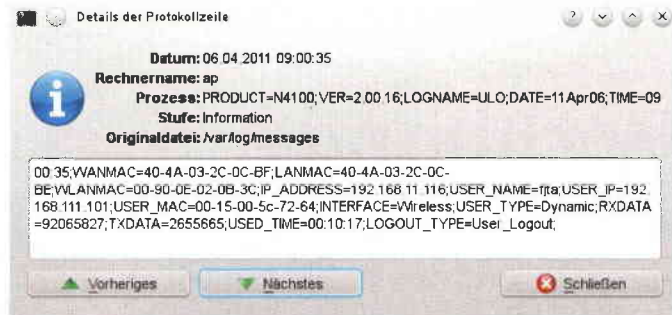 Details der Protokollzeile
Datum: 06.04.2011 09:00:35
Rechnername: ap
Prozess: PRODUCT=N4100;VER=2.00.16;LOGNAME=ULO;DATE=11Apr06;TIME=09
Stufe: Information
Originaldatei: /var/log/messages
00:35;WANMAC=40-4A-03-2C-0C-BF;LANMAC=40-4A-03-2C-0C-
BE;WLANMAC=00-90-0E-02-0B-3C;IP_ADDRESS=192.168.11.116;USER_NAME=fjta;USER_IP=192.
168.111.101;USER_MAC=00-15-00-5c-72-64;INTERFACE=Wireless;USER_TYPE=Dynamic;RXDATA
=92065827;TXDATA=2655665;USED_TIME=00:10:17;LOGOUT_TYPE=User_Logout;
Vorheriges
Nächstes
Schließen